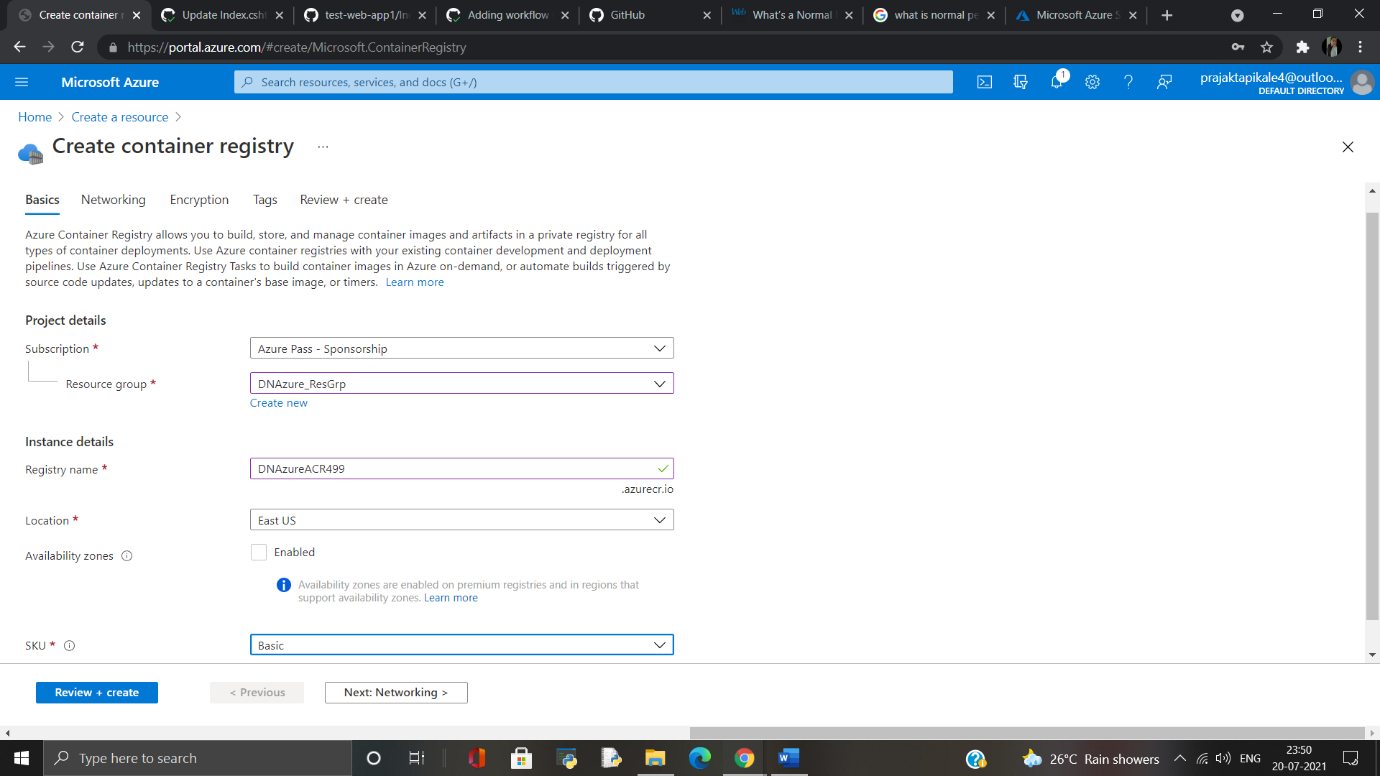 Create container r
Update Index.csh
test-web-app1/In
Adding workflow
GitHub
What's a Normal
what is normal pe
Microsoft Azure S
https://portal.azure.com/#create/Microsoft.ContainerRegistry
Microsoft Azure
Search resources, services, and docs (G+/)
1
prajaktapikale4@outloo...
DEFAULT DIRECTORY
Home > Create a resource >
Create container registry ...
Basics Networking Encryption Tags Review + create
Azure Container Registry allows you to build, store, and manage container images and artifacts in a private registry for all
types of container deployments. Use Azure container registries with your existing container development and deployment
pipelines. Use Azure Container Registry Tasks to build container images in Azure on-demand, or automate builds triggered by
source code updates, updates to a container's base image, or timers. Learn more
Project details
Subscription *
Azure Pass - Sponsorship
Resource group *
DNAzure_ResGrp
Create new
Instance details
Registry name *
DNAzureACR499
.azurecr.io
Location *
East US
Availability zones
Enabled
Availability zones are enabled on premium registries and in regions that
support availability zones. Learn more
SKU *
Basic
Review + create
< Previous
Next: Networking >
Type here to search
26°C Rain showers
ENG
23:50
20-07-2021